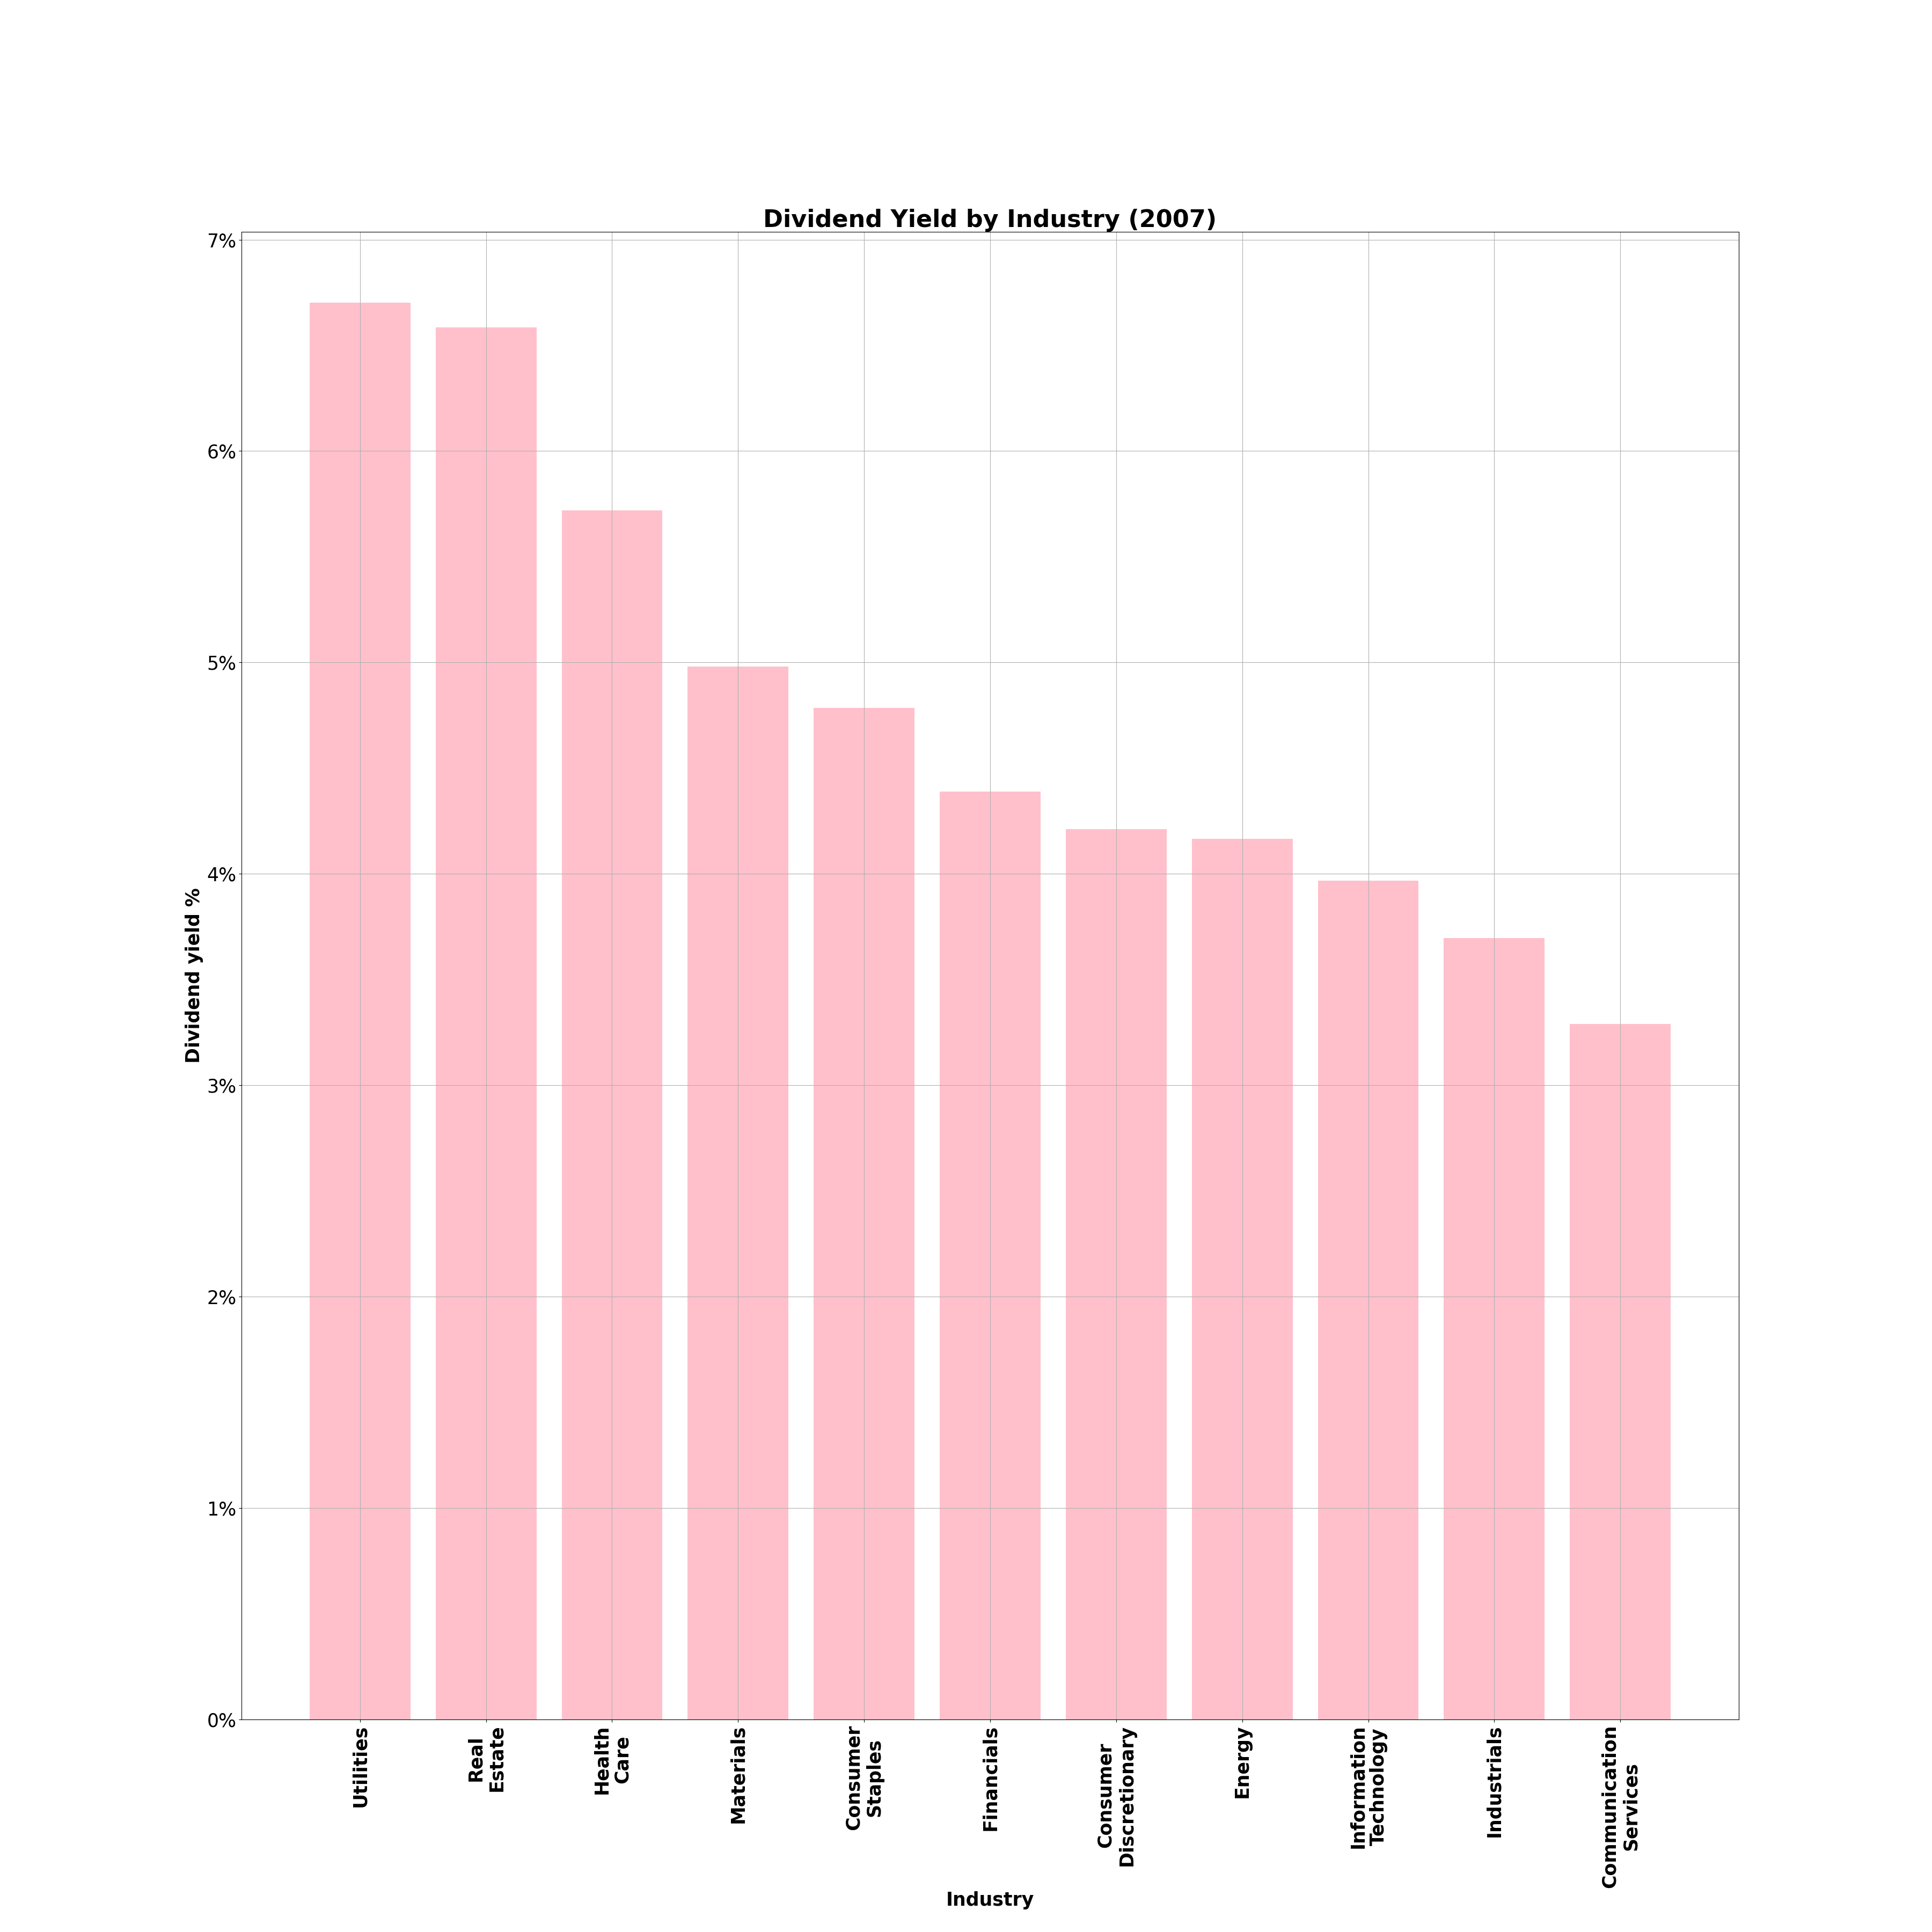 Dividend Yield by Industry (2007)
7%
6%
5%
4%
3%
2%
1%
0%
Dividend yield %
Utilities
Real
Estate
Health
Care
Materials
Consumer
Staples
Financials
Consumer
Discretionary
Energy
Information
Technology
Industrials
Communication
Services
Industry